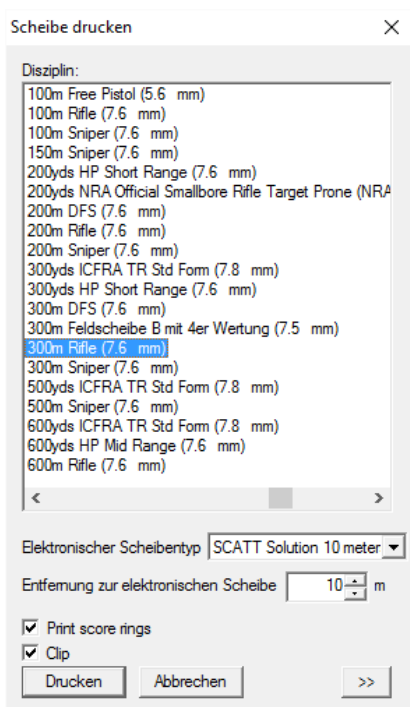 Scheibe drucken
Disziplin:
100m Free Pistol (5.6 mm)
100m Rifle (7.6 mm)
100m Sniper (7.6 mm)
150m Sniper (7.6 mm)
200yds HP Short Range (7.6 mm)
200yds NRA Official Smallbore Rifle Target Prone (NRA
200m DFS (7.6 mm)
200m Rifle (7.6 mm)
200m Sniper (7.6 mm)
300yds ICFRA TR Std Form (7.8 mm)
300yds HP Short Range (7.6 mm)
300m DFS (7.6 mm)
300m Feldscheibe B mit 4er Wertung (7.5 mm)
300m Rifle (7.6 mm)
300m Sniper (7.6 mm)
500yds ICFRA TR Std Form (7.8 mm)
500m Sniper (7.6 mm)
600yds ICFRA TR Std Form (7.8 mm)
600yds HP Mid Range (7.6 mm)
600m Rifle (7.6 mm)
Elektronischer Scheibentyp SCATT Solution 10 meter
Entfernung zur elektronischen Scheibe 10 m
Print score rings
Clip
Drucken Abbrechen >>